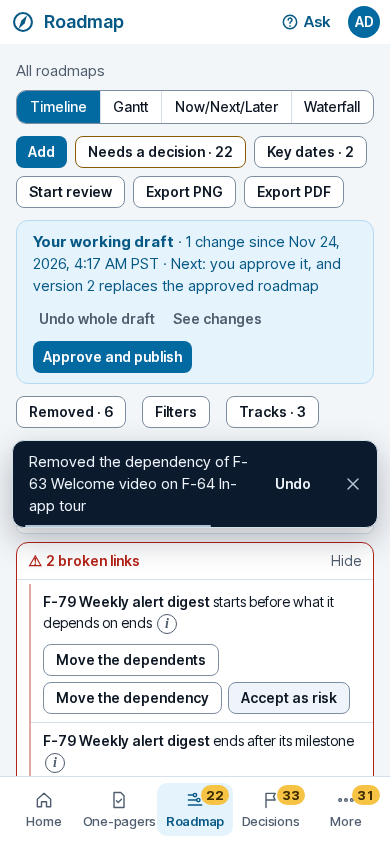 Roadmap
Ask
AD
All roadmaps
Timeline
Gantt
Now/Next/Later
Waterfall
Add
Needs a decision · 22
Key dates · 2
Start review
Export PNG
Export PDF
Your working draft · 1 change since Nov 24,
2026, 4:17 AM PST · Next: you approve it, and
version 2 replaces the approved roadmap
Undo whole draft
See changes
Approve and publish
Removed · 6
Filters
Tracks · 3
Removed the dependency of F-
63 Welcome video on F-64 In-
app tour
Undo
2 broken links
Hide
F-79 Weekly alert digest starts before what it
depends on ends i
Move the dependents
Move the dependency
Accept as risk
F-79 Weekly alert digest ends after its milestone
i
Home
One-pagers
22
Roadmap
33
Decisions
31
More